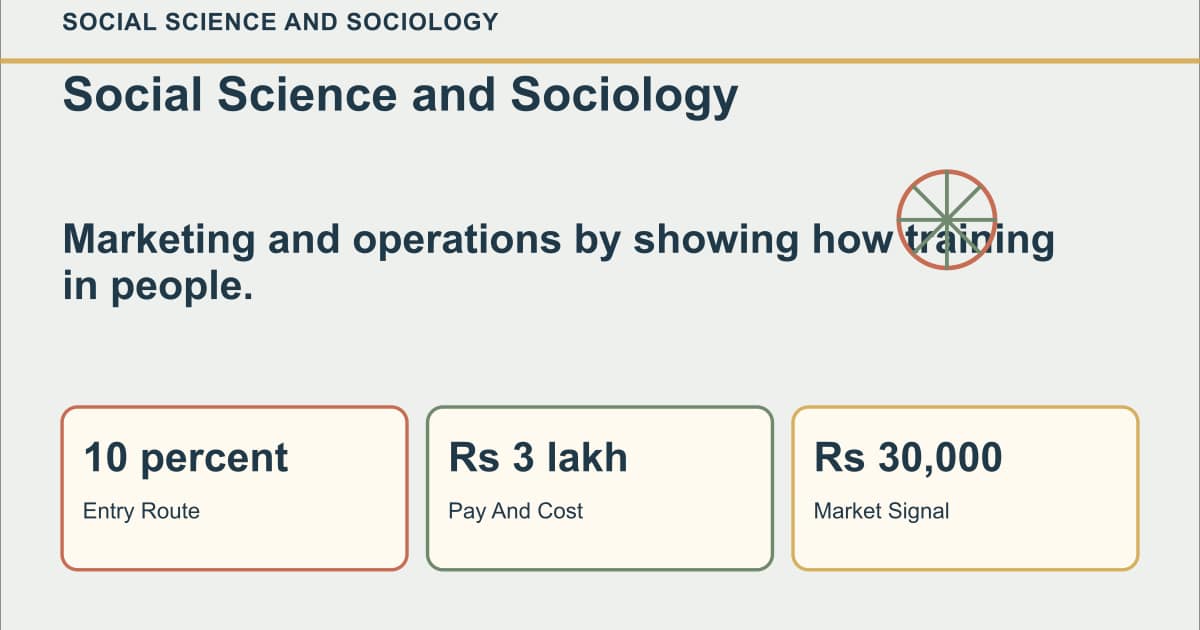 SOCIAL SCIENCE AND SOCIOLOGY
Social Science and Sociology
Marketing and operations by showing how training
in people.
10 percent
Entry Route
Rs 3 lakh
Pay And Cost
Rs 30,000
Market Signal